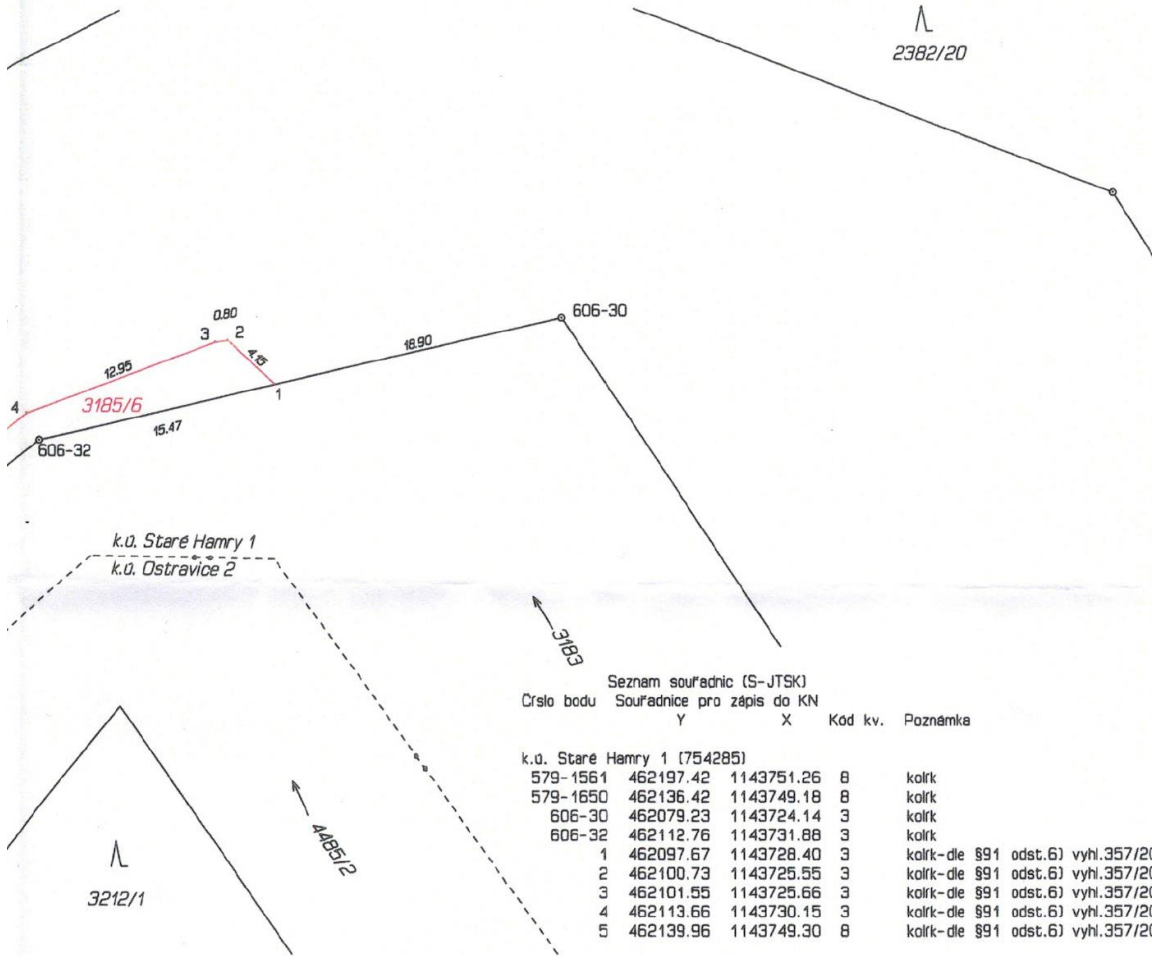 2382/20
606-30
0.80
3 2
18.90
4.15
12.95
1
4
3185/6
15.47
606-32
k.ú. Staré Hamry 1
k.ú. Ostravice 2
3183
Seznam souřadnic (S-JTSK)
Číslo bodu Souřadnice pro zápis do KN
Y X Kód kv. Poznámka
k.ú. Staré Hamry 1 (754285)
579-1561 462197.42 1143751.26 8 kolík
579-1650 462136.42 1143749.18 8 kolík
606-30 462079.23 1143724.14 3 kolík
606-32 462112.76 1143731.88 3 kolík
1 462097.67 1143728.40 3 kolík-dle §91 odst.6) vyhl.357/20
2 462100.73 1143725.55 3 kolík-dle §91 odst.6) vyhl.357/20
3 462101.55 1143725.66 3 kolík-dle §91 odst.6) vyhl.357/20
4 462113.66 1143730.15 3 kolík-dle §91 odst.6) vyhl.357/20
5 462139.96 1143749.30 8 kolík-dle §91 odst.6) vyhl.357/20
4485/2
3212/1